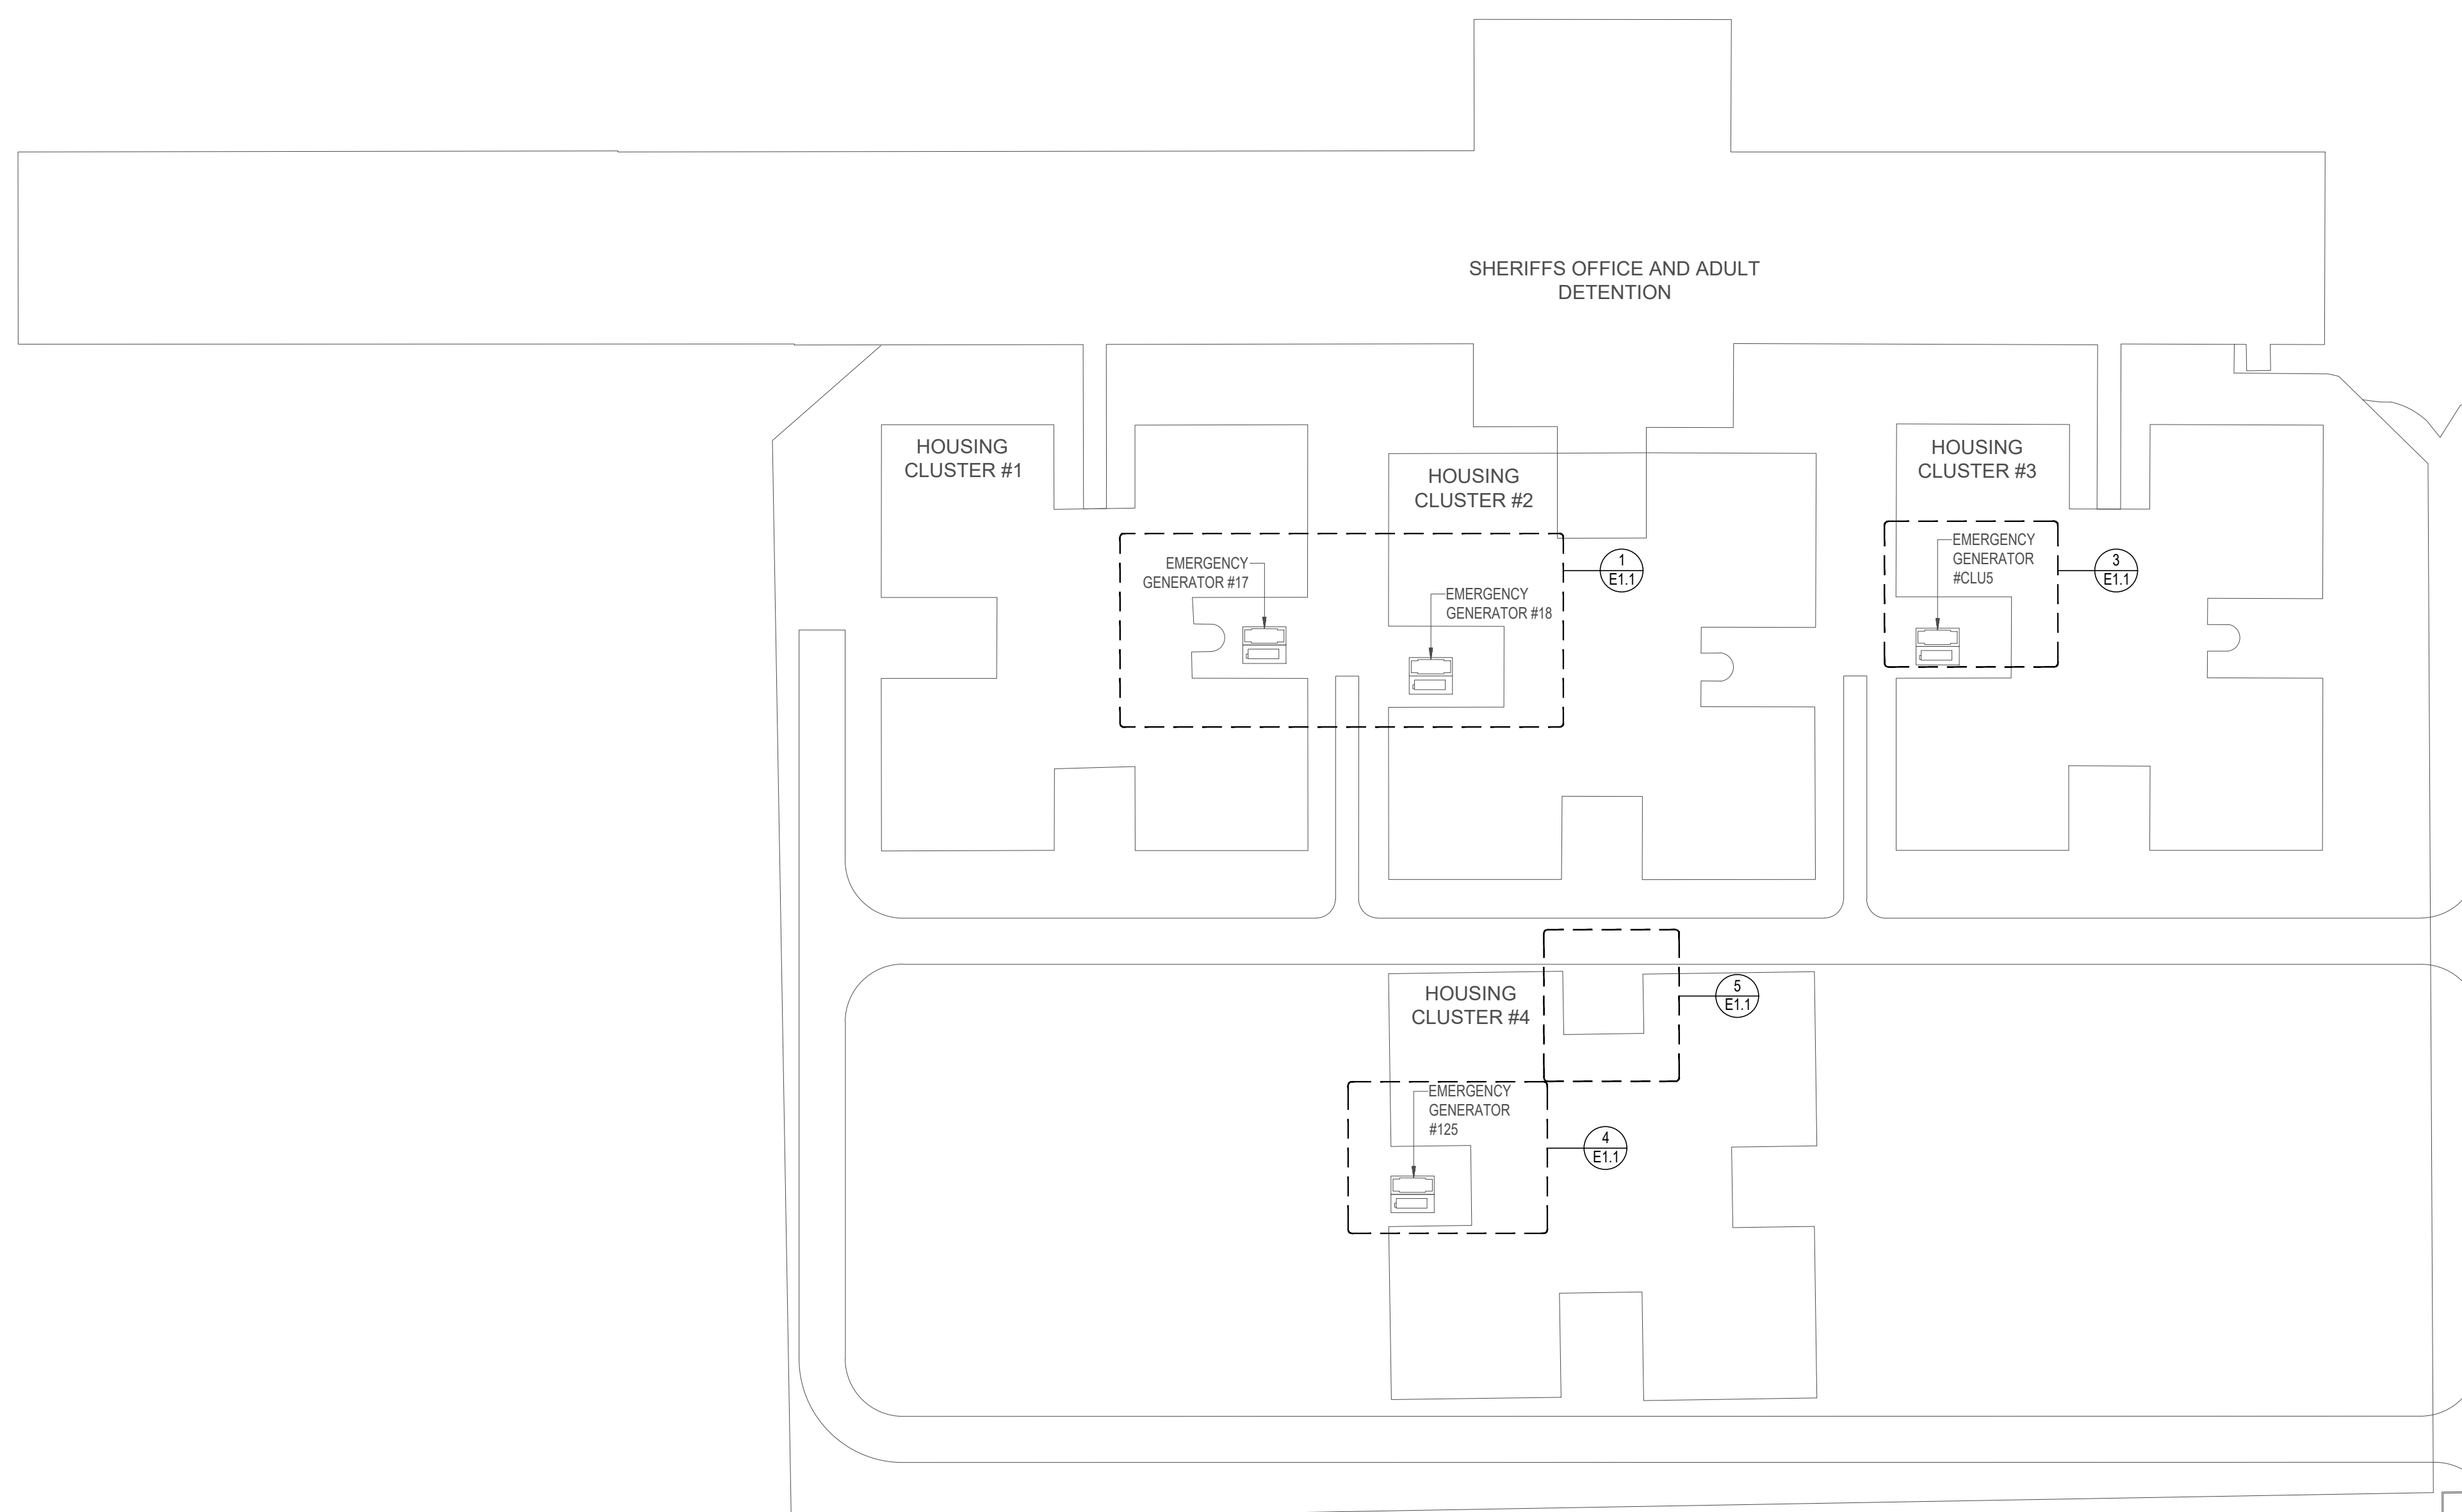 SHERIFFS OFFICE AND ADULT
DETENTION
HOUSING
CLUSTER #1
HOUSING
CLUSTER #2
HOUSING
CLUSTER #3
EMERGENCY
GENERATOR #17
EMERGENCY
GENERATOR #18
1
E1.1
EMERGENCY
GENERATOR
#CLU5
3
E1.1
HOUSING
CLUSTER #4
5
E1.1
EMERGENCY
GENERATOR
#125
4
E1.1